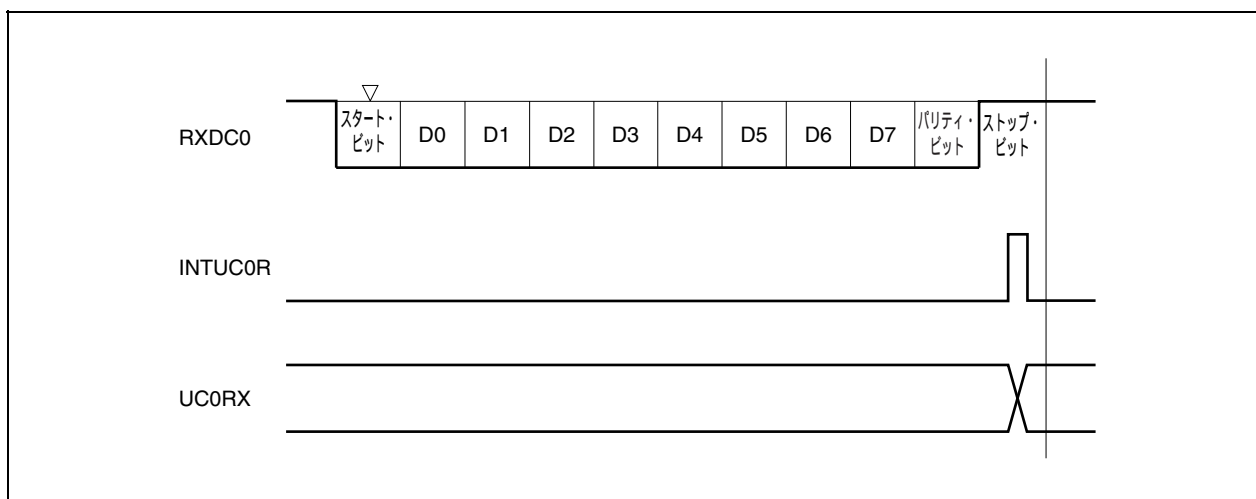 RXDC0
スタート・
ビット
D0
D1
D2
D3
D4
D5
D6
D7
パリティ・
ビット
ストップ・
ビット
INTUC0R
UC0RX